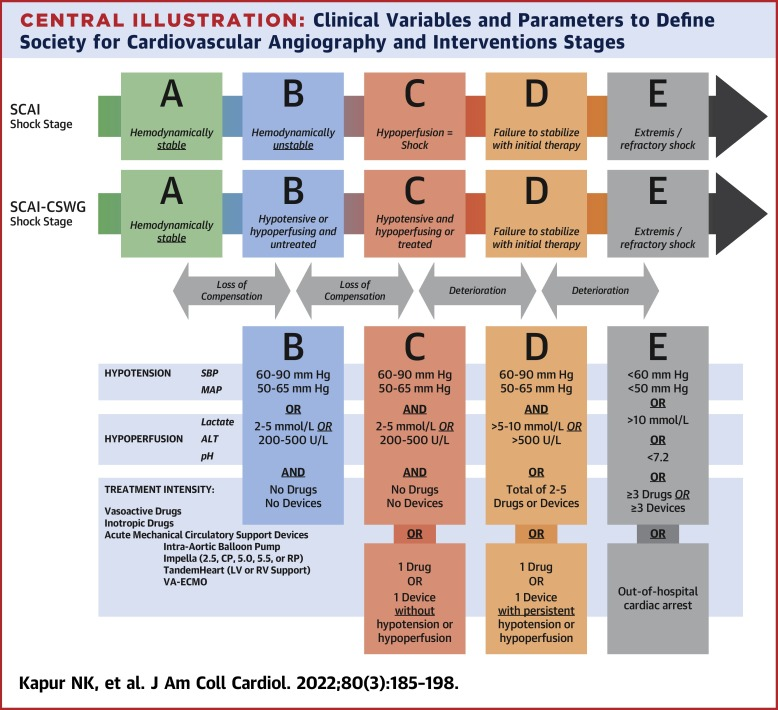 CENTRAL ILLUSTRATION: Clinical Variables and Parameters to Define
Society for Cardiovascular Angiography and Interventions Stages
SCAI
Shock Stage
A
Hemodynamically
stable
B
Hemodynamically
unstable
C
Hypoperfusion =
Shock
D
Failure to stabilize
with initial therapy
E
Extremis /
refractory shock
SCAI-CSWG
Shock Stage
A
Hemodynamically
stable
B
Hypotensive or
hypoperfusing and
untreated
C
Hypotensive and
hypoperfusing or
treated
D
Failure to stabilize
with initial therapy
E
Extremis /
refractory shock
Loss of
Compensation
Loss of
Compensation
Deterioration
Deterioration
HYPOTENSION
SBP
MAP
HYPOPERFUSION
Lactate
ALT
pH
TREATMENT INTENSITY:
Vasoactive Drugs
Inotropic Drugs
Acute Mechanical Circulatory Support Devices
Intra-Aortic Balloon Pump
Impella (2.5, CP, 5.0, 5.5, or RP)
TandemHeart (LV or RV Support)
VA-ECMO
B
60-90 mm Hg
50-65 mm Hg
OR
2-5 mmol/L OR
200-500 U/L
AND
No Drugs
No Devices
C
60-90 mm Hg
50-65 mm Hg
AND
2-5 mmol/L OR
200-500 U/L
AND
No Drugs
No Devices
OR
1 Drug
OR
1 Device
without
hypotension or
hypoperfusion
D
60-90 mm Hg
50-65 mm Hg
AND
>5-10 mmol/L OR
>500 U/L
OR
Total of 2-5
Drugs or Devices
OR
1 Drug
OR
1 Device
with persistent
hypotension or
hypoperfusion
E
<60 mm Hg
<50 mm Hg
OR
>10 mmol/L
OR
<7.2
OR
≥3 Drugs OR
≥3 Devices
OR
Out-of-hospital
cardiac arrest
Kapur NK, et al. J Am Coll Cardiol. 2022;80(3):185–198.